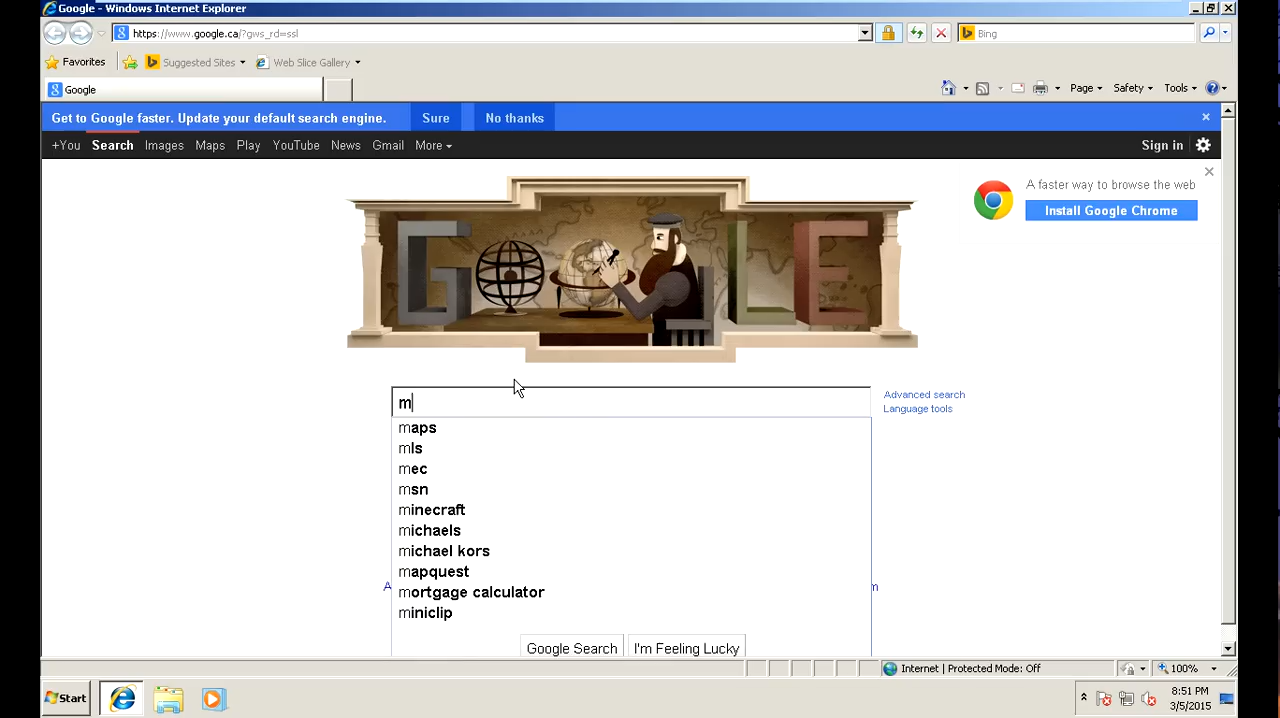 Google - Windows Internet Explorer
https://www.google.ca/?gws_rd=ssl
Bing
Favorites Suggested Sites Web Slice Gallery
Google
Page Safety Tools
Get to Google faster. Update your default search engine. Sure No thanks
+You Search Images Maps Play YouTube News Gmail More Sign in
A faster way to browse the web
Install Google Chrome
GOOGLE
m
Advanced search
Language tools
maps
mls
mec
msn
minecraft
michaels
michael kors
mapquest
mortgage calculator
miniclip
Google Search I'm Feeling Lucky
Internet | Protected Mode: Off 100%
Start
8:51 PM
3/5/2015